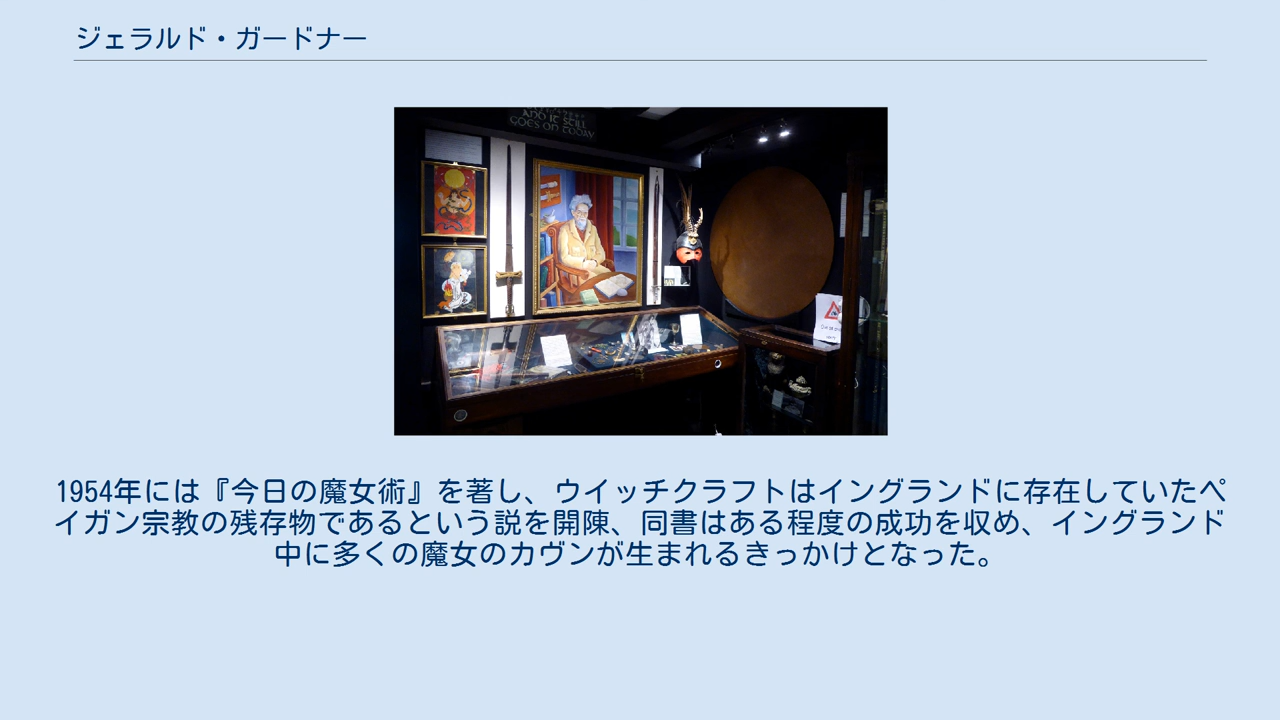 ジェラルド・ガードナー
AND IT STILL
GOES ON TODAY
1954年には『今日の魔女術』を著し、ウイッチクラフトはイングランドに存在していたペ
イガン宗教の残存物であるという説を開陳、同書はある程度の成功を収め、イングランド
中に多くの魔女のカヴンが生まれるきっかけとなった。